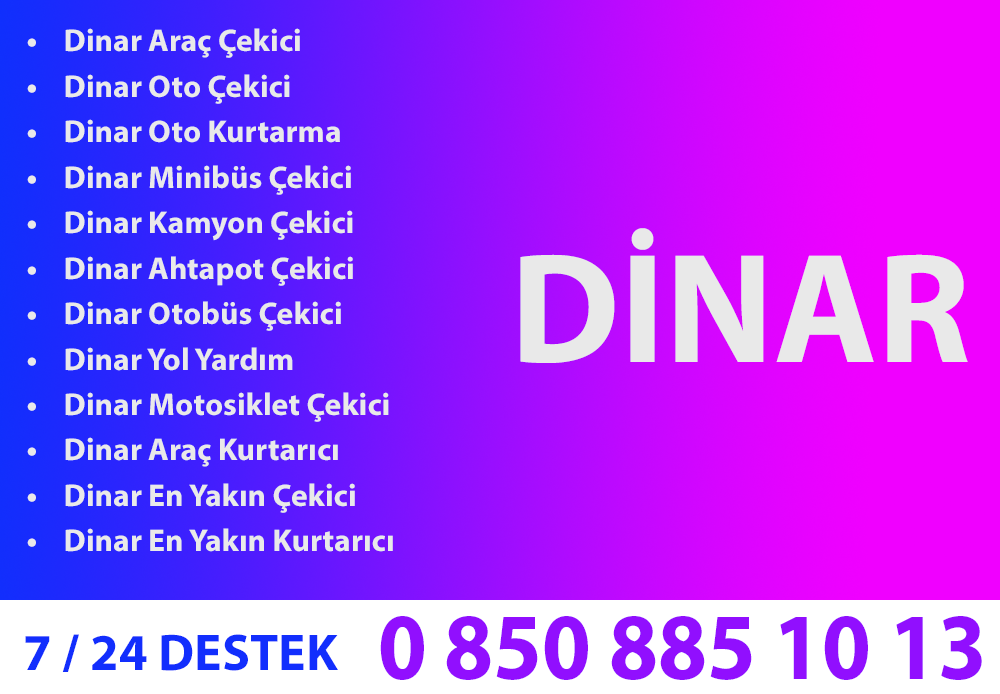 • Dinar Araç Çekici
• Dinar Oto Çekici
• Dinar Oto Kurtarma
• Dinar Minibüs Çekici
• Dinar Kamyon Çekici
• Dinar Ahtapot Çekici
• Dinar Otobüs Çekici
• Dinar Yol Yardım
• Dinar Motosiklet Çekici
• Dinar Araç Kurtarıcı
• Dinar En Yakın Çekici
• Dinar En Yakın Kurtarıcı
DİNAR
7 / 24 DESTEK 0 850 885 10 13